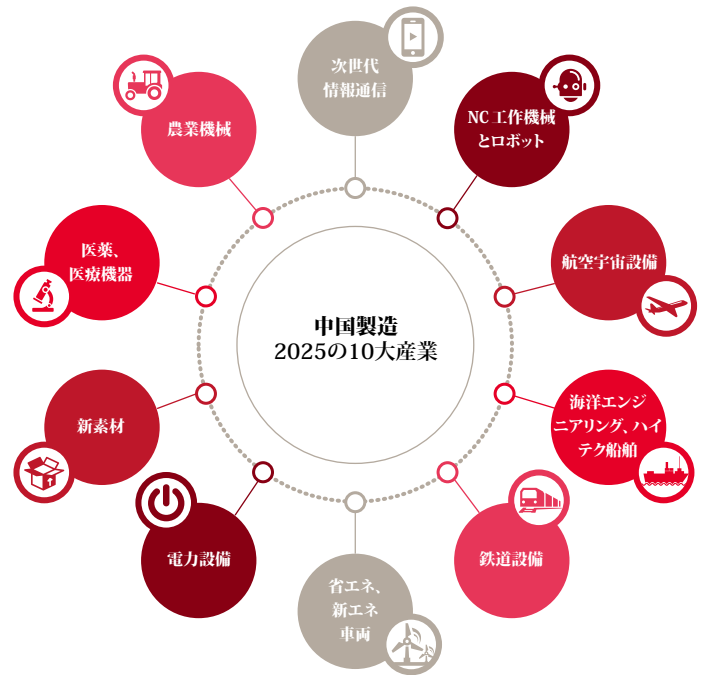 中国製造
2025の10大産業
次世代
情報通信
NC工作機械
とロボット
航空宇宙設備
海洋エンジ
ニアリング、ハイ
テク船舶
鉄道設備
省エネ、
新エネ
車両
電力設備
新素材
医薬、
医療機器
農業機械